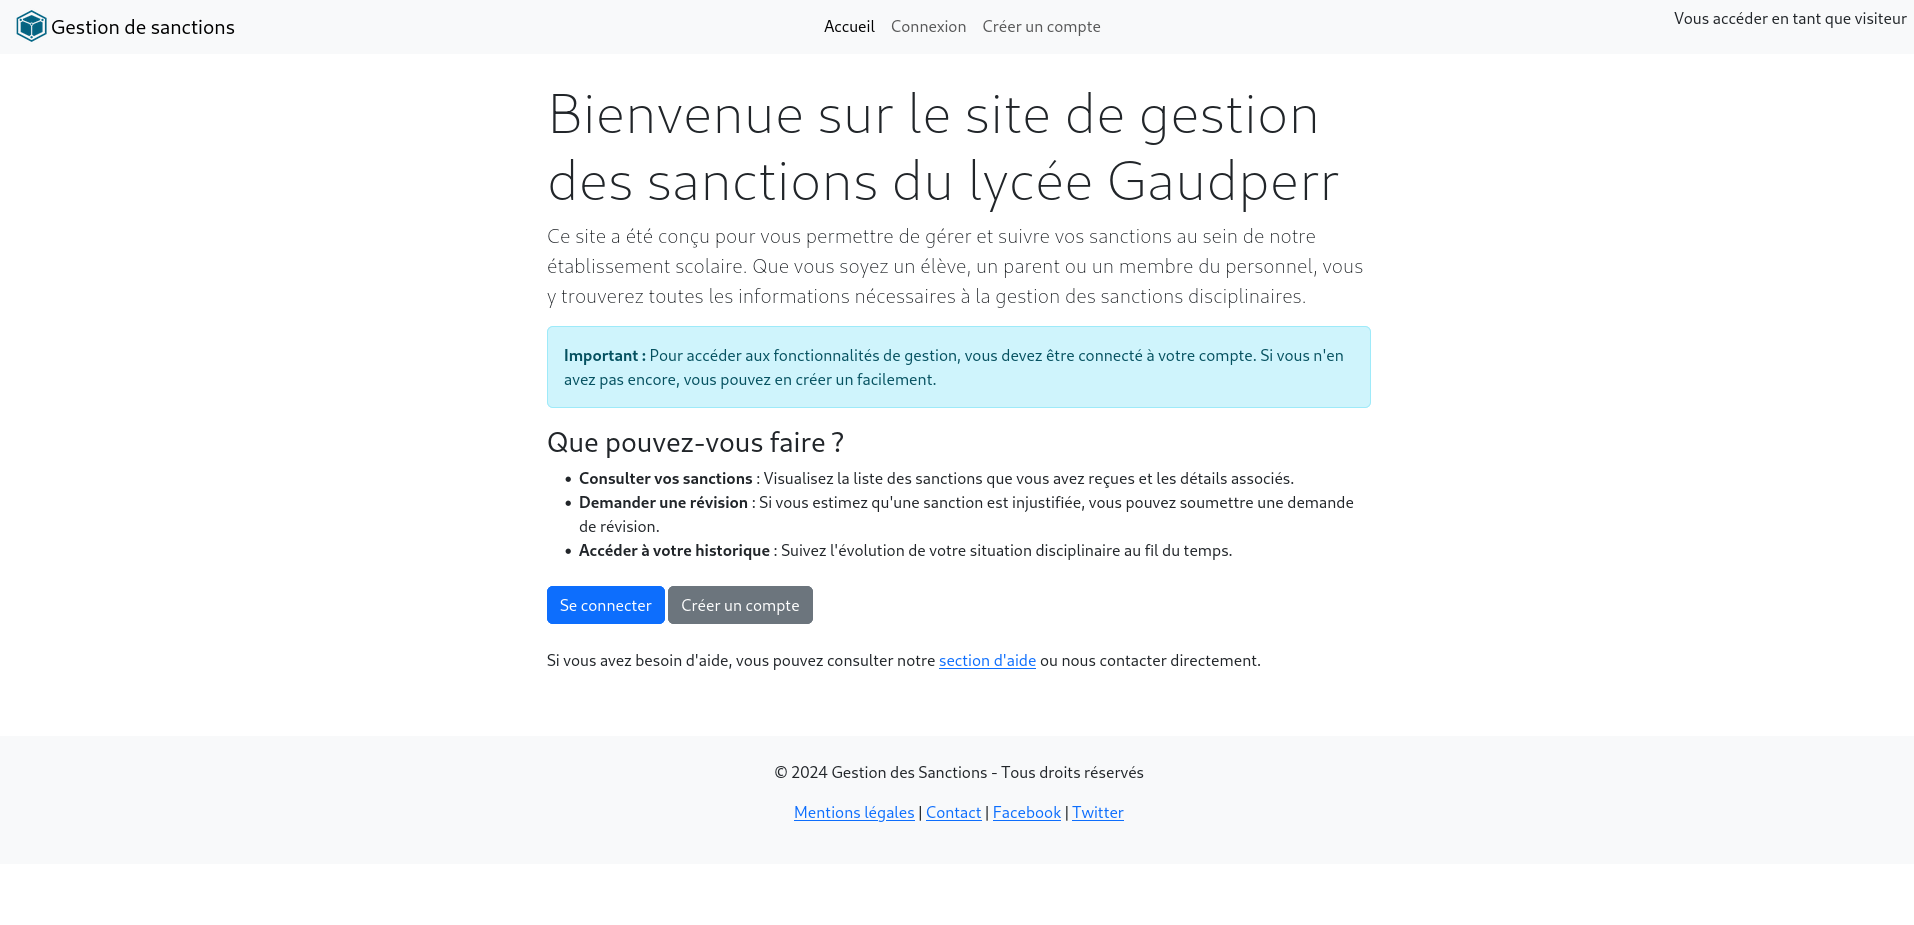 Gestion de sanctions
Accueil Connexion Créer un compte
Vous accéder en tant que visiteur
Bienvenue sur le site de gestion
des sanctions du lycée Gaudperr
Ce site a été conçu pour vous permettre de gérer et suivre vos sanctions au sein de notre
établissement scolaire. Que vous soyez un élève, un parent ou un membre du personnel, vous
y trouverez toutes les informations nécessaires à la gestion des sanctions disciplinaires.
Important : Pour accéder aux fonctionnalités de gestion, vous devez être connecté à votre compte. Si vous n'en
avez pas encore, vous pouvez en créer un facilement.
Que pouvez-vous faire ?
• Consulter vos sanctions : Visualisez la liste des sanctions que vous avez reçues et les détails associés.
• Demander une révision : Si vous estimez qu'une sanction est injustifiée, vous pouvez soumettre une demande
de révision.
• Accéder à votre historique : Suivez l'évolution de votre situation disciplinaire au fil du temps.
Se connecter Créer un compte
Si vous avez besoin d'aide, vous pouvez consulter notre section d'aide ou nous contacter directement.
© 2024 Gestion des Sanctions - Tous droits réservés
Mentions légales | Contact | Facebook | Twitter